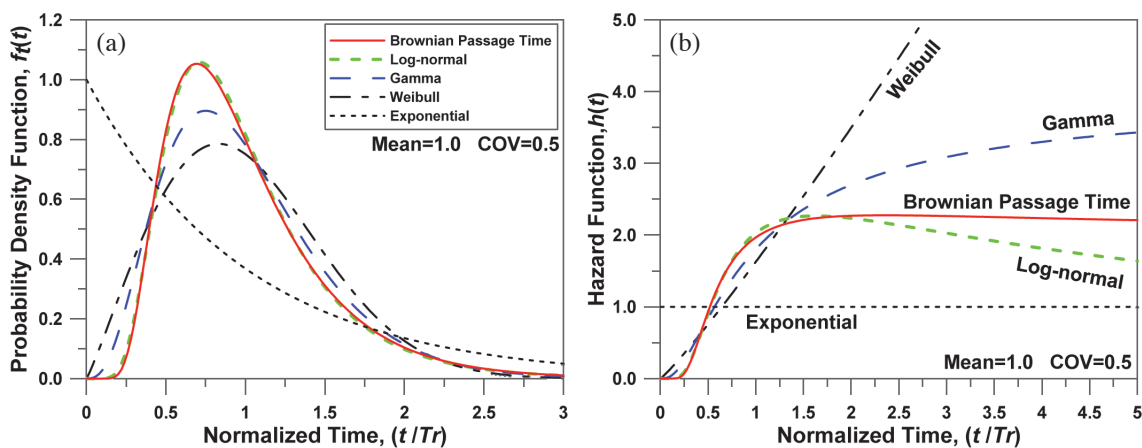 (a)
Probability Density Function, ft(t)
1.2
1.0
0.8
0.6
0.4
0.2
0.0
Brownian Passage Time
Log-normal
Gamma
Weibull
Exponential
Mean=1.0 COV=0.5
0 0.5 1 1.5 2 2.5 3
Normalized Time, (t /Tr)
(b)
Hazard Function,h(t)
5.0
4.0
3.0
2.0
1.0
0.0
Weibull
Gamma
Brownian Passage Time
Log-normal
Exponential
Mean=1.0 COV=0.5
0 0.5 1 1.5 2 2.5 3 3.5 4 4.5 5
Normalized Time, (t /Tr)